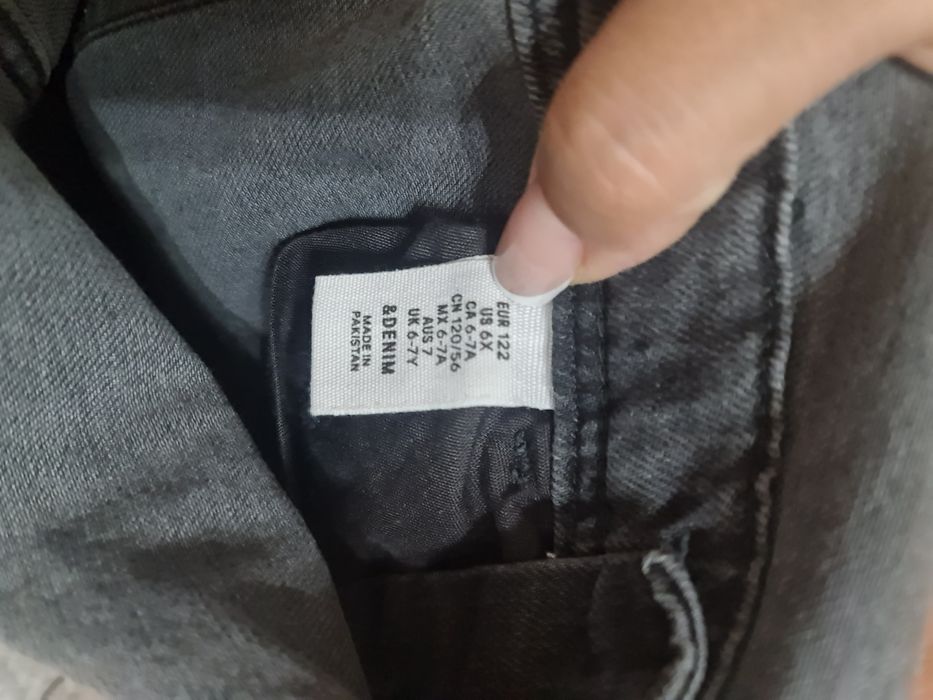 EUR 122
US 6X
CA 6-7A
CN 120/56
MX 6-7A
AUS 7
UK 6-7Y
&DENIM
MADE IN
PAKISTAN